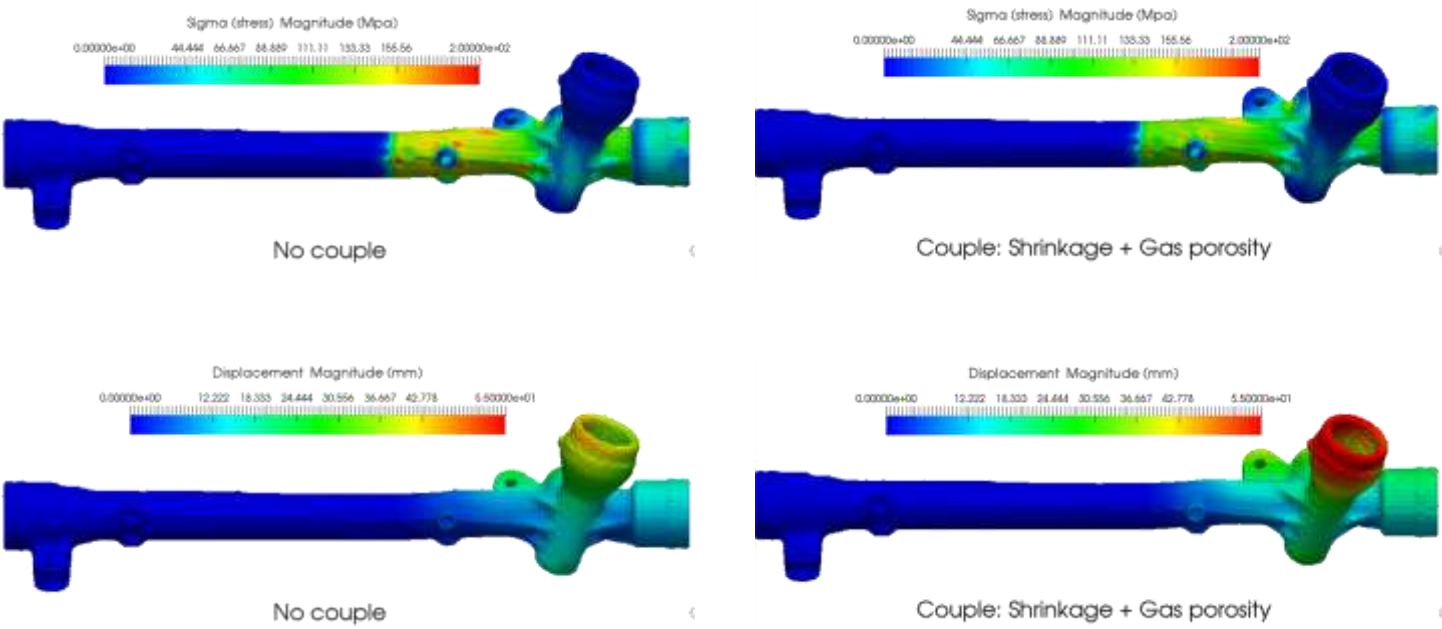 Sigma (stress) Magnitude (Mpa)
0.00000e+00 44.444 66.667 88.889 111.11 133.33 155.56 2.00000e+02
No couple
Sigma (stress) Magnitude (Mpa)
0.00000e+00 44.444 66.667 88.889 111.11 133.33 155.56 2.00000e+02
Couple: Shrinkage + Gas porosity
Displacement Magnitude (mm)
0.00000e+00 12.222 18.333 24.444 30.556 36.667 42.778 5.50000e+01
No couple
Displacement Magnitude (mm)
0.00000e+00 12.222 18.333 24.444 30.556 36.667 42.778 5.50000e+01
Couple: Shrinkage + Gas porosity